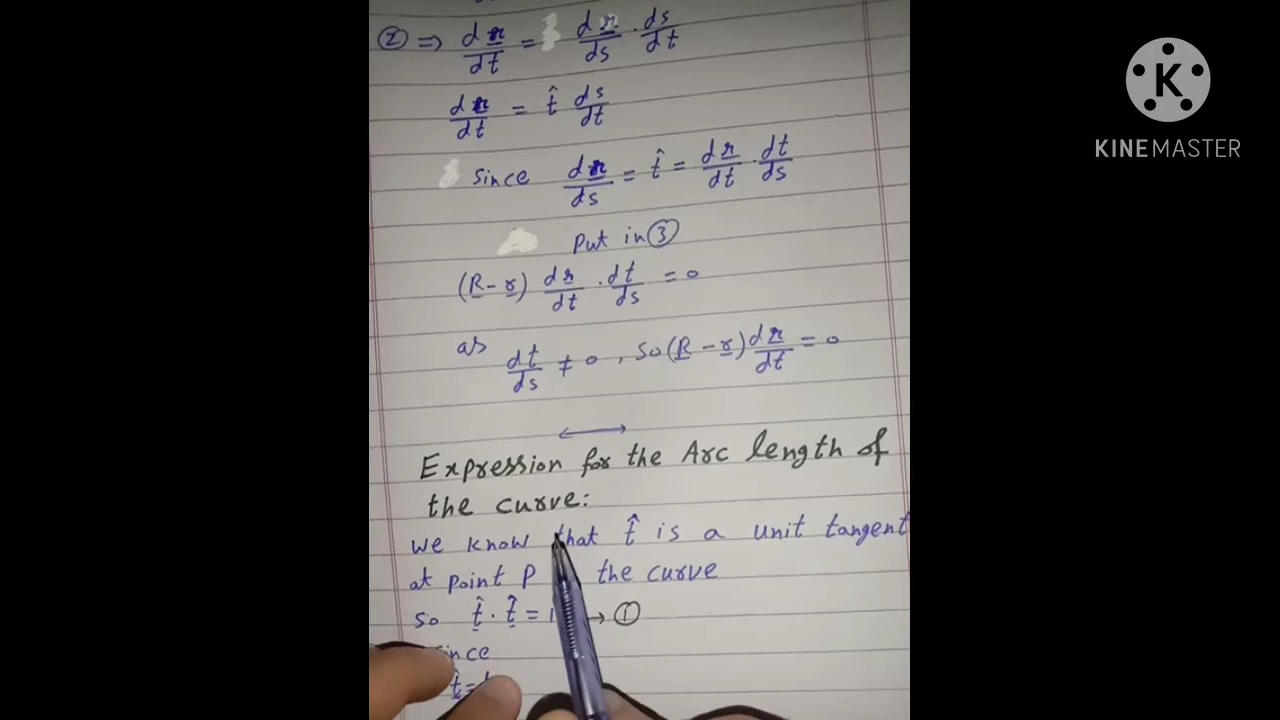 ② ⇒ dr/dt = dr/ds . ds/dt
dr/dt = t̂ ds/dt
Since dr/ds = t̂ = dr/dt . dt/ds
Put in ③
(R - r) dr/dt . dt/ds = 0
as dt/ds ≠ 0 , so (R - r) dr/dt = 0
Expression for the Arc length of
the curve:
we know that t̂ is a unit tangent
at point P the curve
so t̂ . t̂ = 1 → ①
K
KINEMASTER